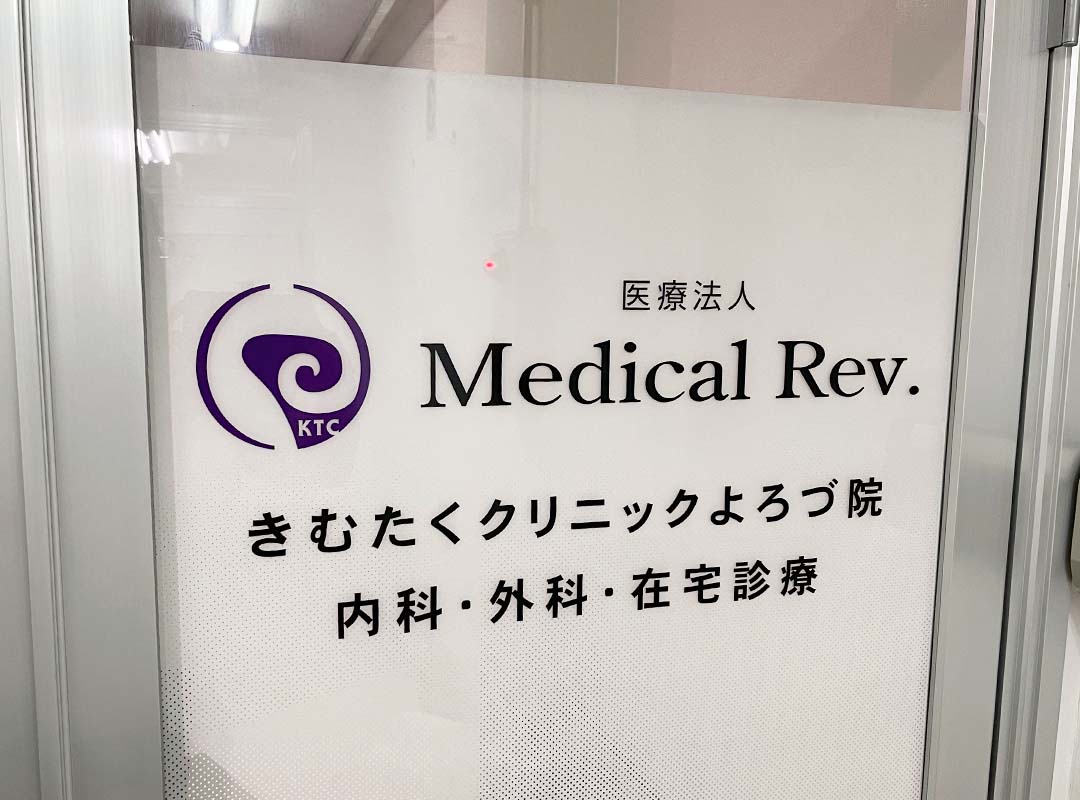 医療法人
KTC
Medical Rev.
きむたくクリニックよろづ院
内科・外科・在宅診療